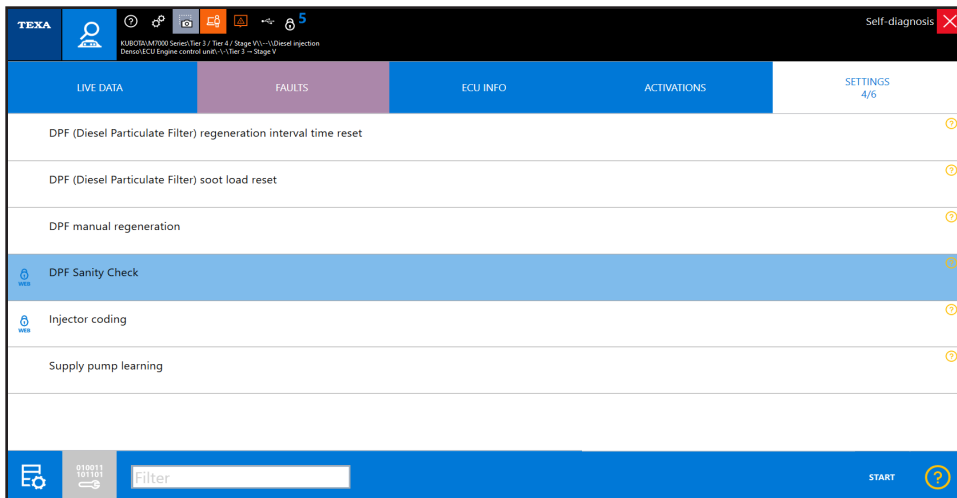 TEXA
5
Self-diagnosis
KUBOTA\M7000 Series\Tier 3 / Tier 4 / Stage V\\--\\Diesel injection
Denso\ECU Engine control unit\-\-\Tier 3 -- Stage V
LIVE DATA
FAULTS
ECU INFO
ACTIVATIONS
SETTINGS
4/6
DPF (Diesel Particulate Filter) regeneration interval time reset
?
DPF (Diesel Particulate Filter) soot load reset
?
DPF manual regeneration
?
WEB
DPF Sanity Check
?
WEB
Injector coding
?
Supply pump learning
?
010011
101101
Filter
START
?